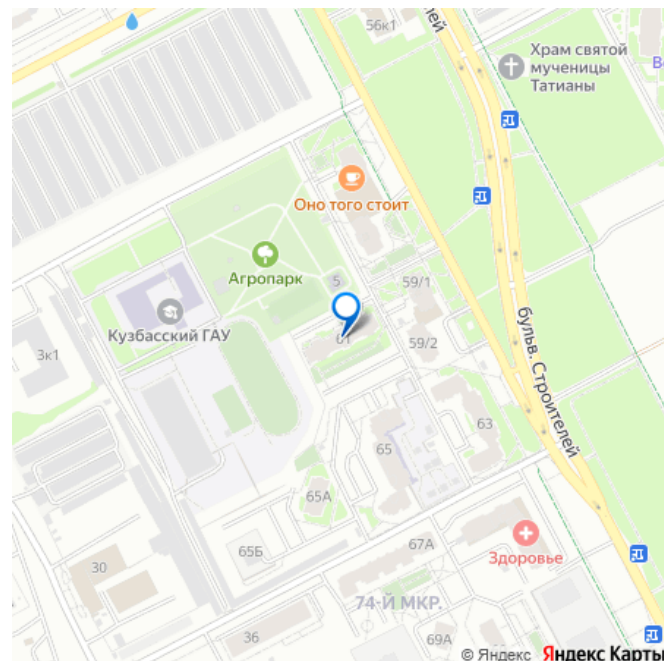 56к1
Храм святой
мученицы
Татианы
Оно того стоит
Агропарк
5
59/1
Кузбасский ГАУ
61
59/2
3к1
бульв. Строителей
63
65
65А
65Б
67А
Здоровье
30
74-Й МКР.
36
69А
© Яндекс Яндекс Карты